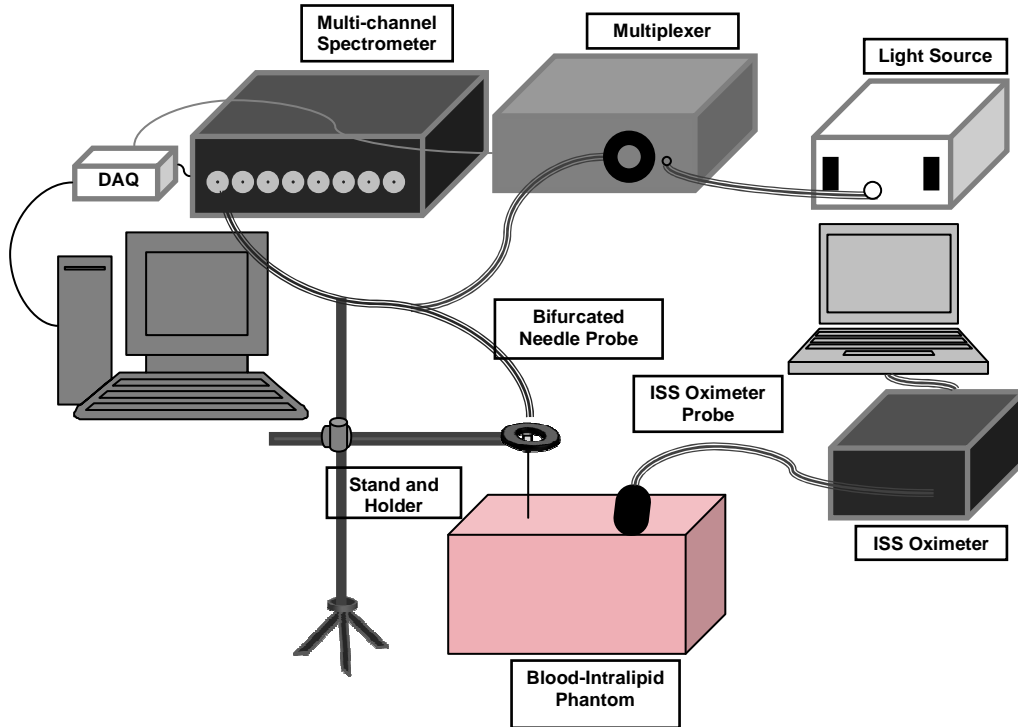 Multi-channel
Spectrometer
Multiplexer
Light Source
DAQ
Bifurcated
Needle Probe
ISS Oximeter
Probe
Stand and
Holder
ISS Oximeter
Blood-Intralipid
Phantom